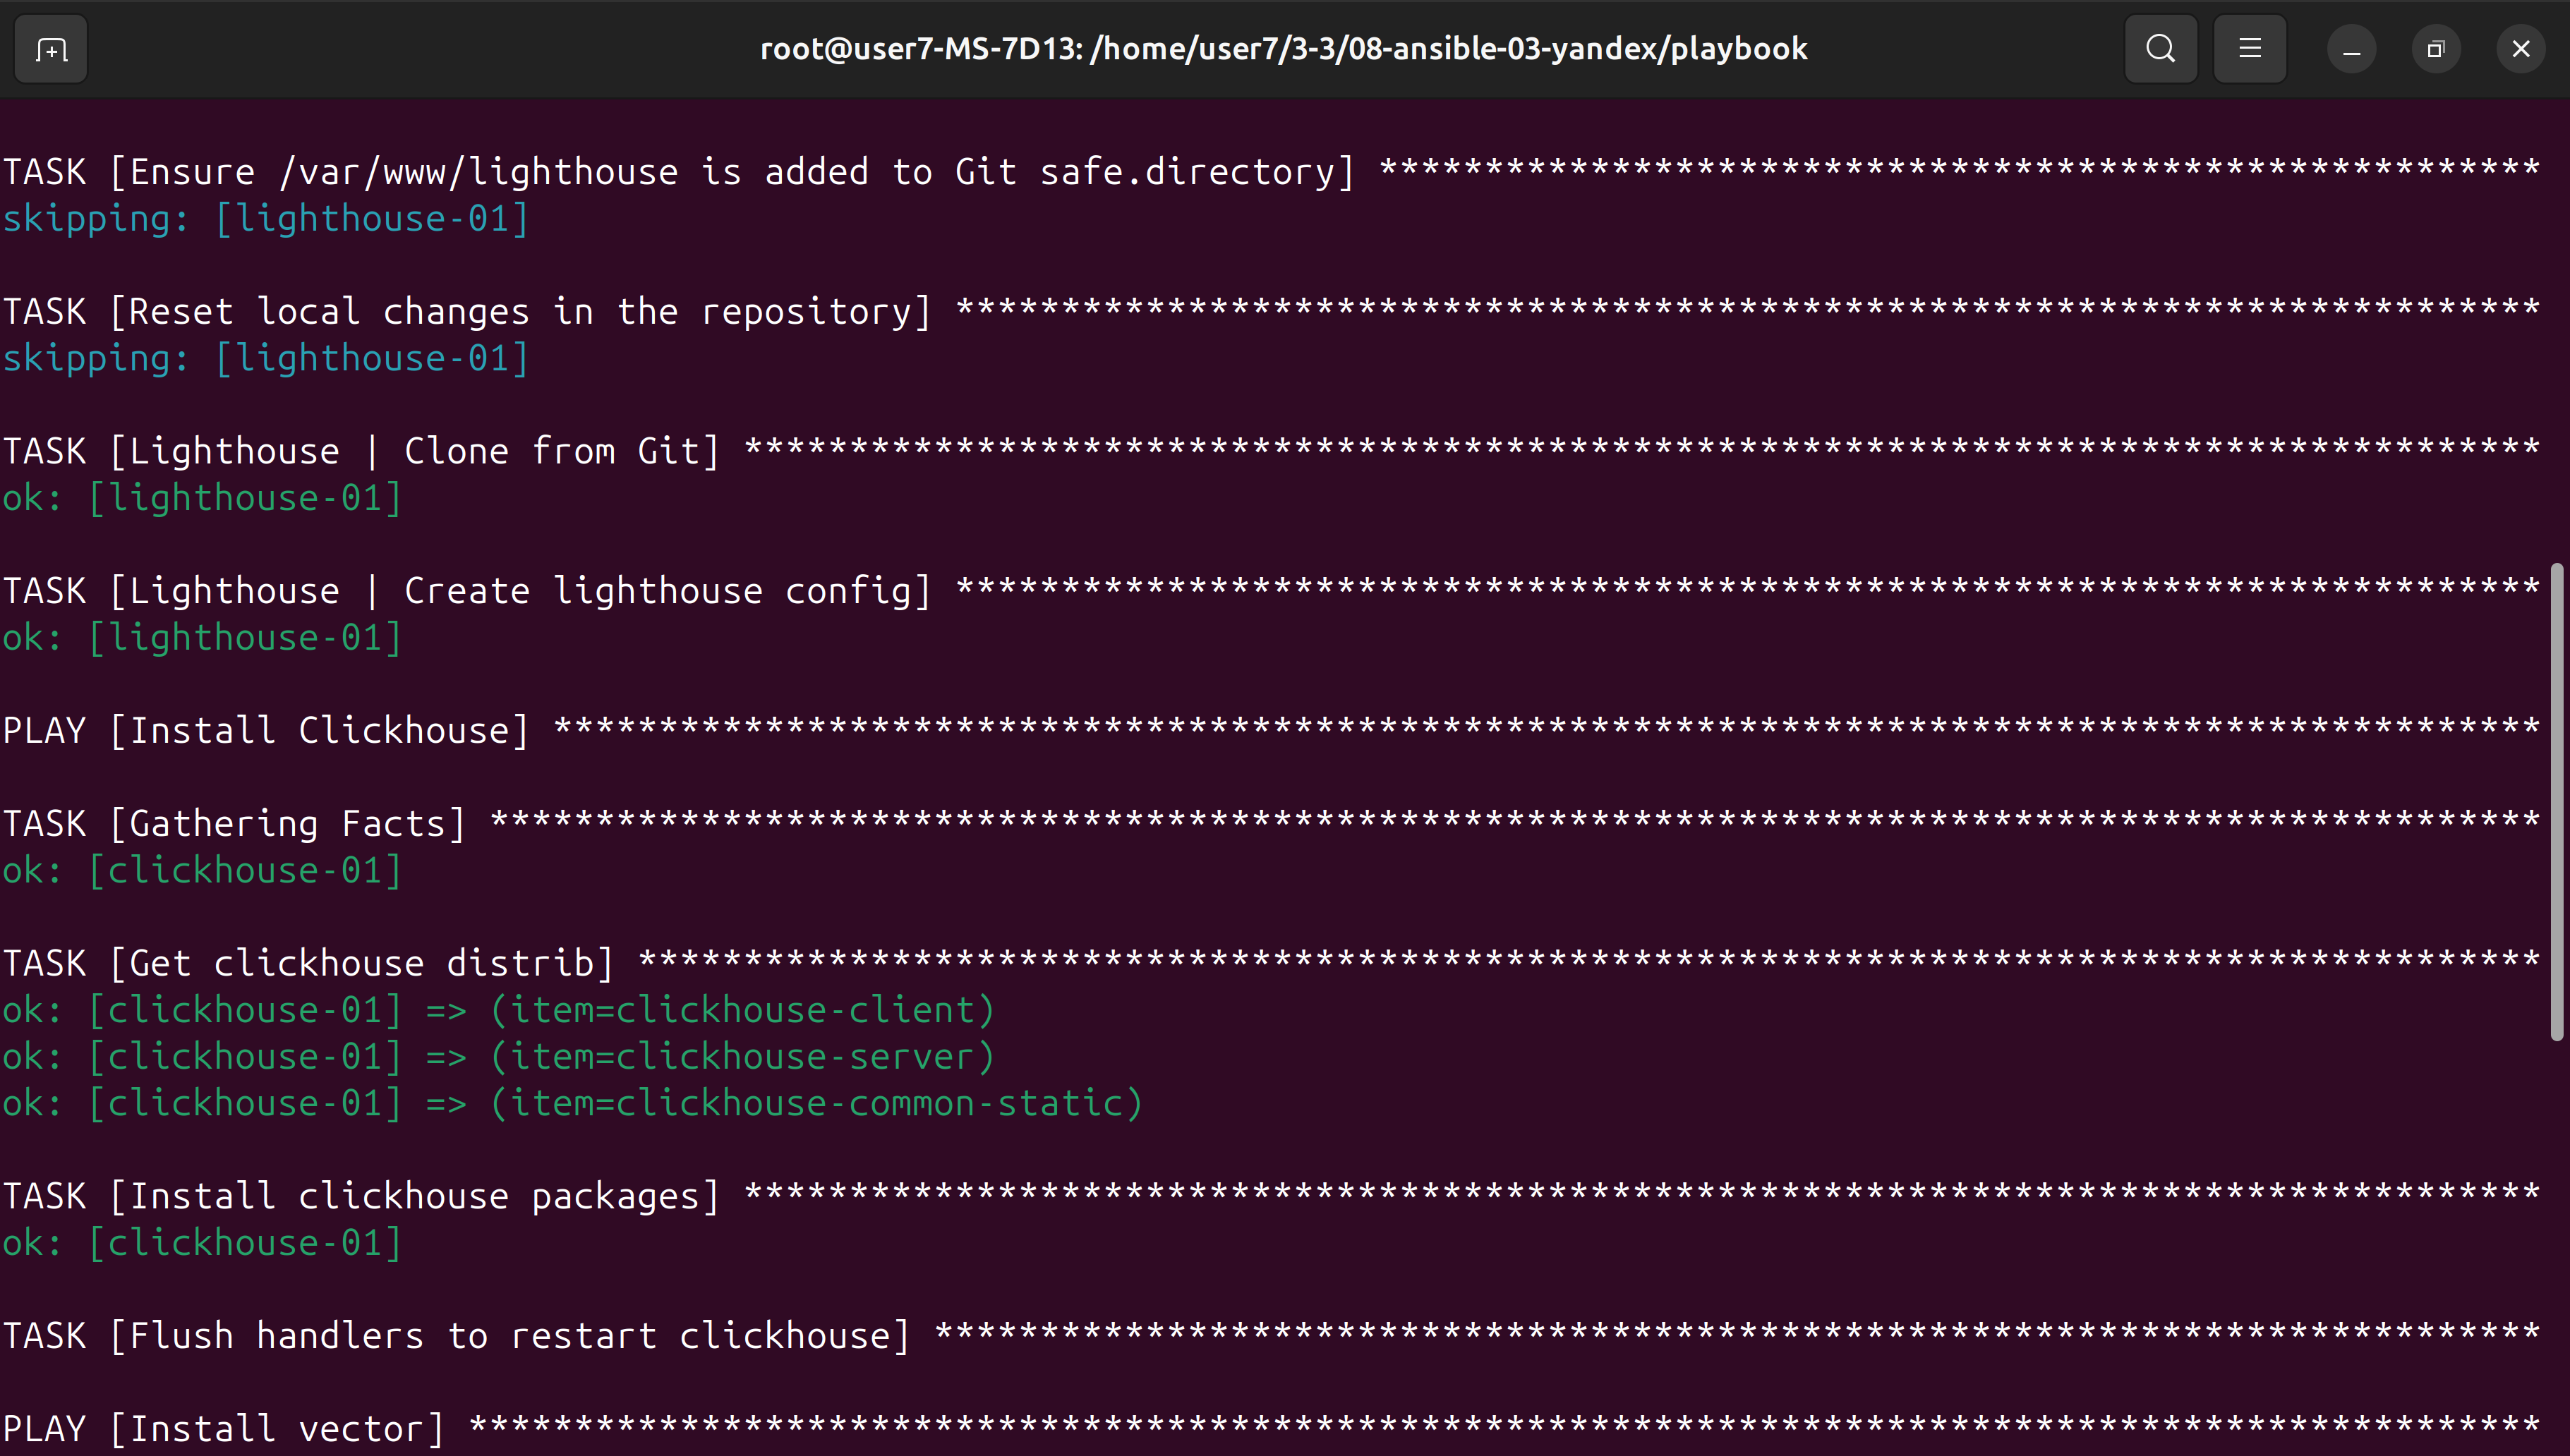 root@user7-MS-7D13: /home/user7/3-3/08-ansible-03-yandex/playbook
TASK [Ensure /var/www/lighthouse is added to Git safe.directory] *******************************************************
skipping: [lighthouse-01]
TASK [Reset local changes in the repository] ***************************************************************************
skipping: [lighthouse-01]
TASK [Lighthouse | Clone from Git] *************************************************************************************
ok: [lighthouse-01]
TASK [Lighthouse | Create lighthouse config] ***************************************************************************
ok: [lighthouse-01]
PLAY [Install Clickhouse] **********************************************************************************************
TASK [Gathering Facts] *************************************************************************************************
ok: [clickhouse-01]
TASK [Get clickhouse distrib] ******************************************************************************************
ok: [clickhouse-01] => (item=clickhouse-client)
ok: [clickhouse-01] => (item=clickhouse-server)
ok: [clickhouse-01] => (item=clickhouse-common-static)
TASK [Install clickhouse packages] *************************************************************************************
ok: [clickhouse-01]
TASK [Flush handlers to restart clickhouse] ****************************************************************************
PLAY [Install vector] **************************************************************************************************